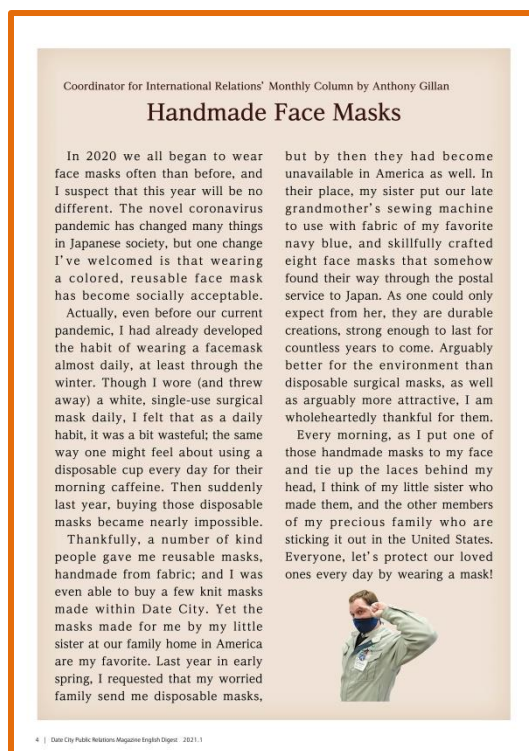 Coordinator for International Relations' Monthly Column by Anthony Gillan
Handmade Face Masks
In 2020 we all began to wear
face masks often than before, and
I suspect that this year will be no
different. The novel coronavirus
pandemic has changed many things
in Japanese society, but one change
I've welcomed is that wearing
a colored, reusable face mask
has become socially acceptable.
Actually, even before our current
pandemic, I had already developed
the habit of wearing a facemask
almost daily, at least through the
winter. Though I wore (and threw
away) a white, single-use surgical
mask daily, I felt that as a daily
habit, it was a bit wasteful; the same
way one might feel about using a
disposable cup every day for their
morning caffeine. Then suddenly
last year, buying those disposable
masks became nearly impossible.
Thankfully, a number of kind
people gave me reusable masks,
handmade from fabric; and I was
even able to buy a few knit masks
made within Date City. Yet the
masks made for me by my little
sister at our family home in America
are my favorite. Last year in early
spring, I requested that my worried
family send me disposable masks,
but by then they had become
unavailable in America as well. In
their place, my sister put our late
grandmother's sewing machine
to use with fabric of my favorite
navy blue, and skillfully crafted
eight face masks that somehow
found their way through the postal
service to Japan. As one could only
expect from her, they are durable
creations, strong enough to last for
countless years to come. Arguably
better for the environment than
disposable surgical masks, as well
as arguably more attractive, I am
wholeheartedly thankful for them.
Every morning, as I put one of
those handmade masks to my face
and tie up the laces behind my
head, I think of my little sister who
made them, and the other members
of my precious family who are
sticking it out in the United States.
Everyone, let's protect our loved
ones every day by wearing a mask!
4 | Date City Public Relations Magazine English Digest 2021.1